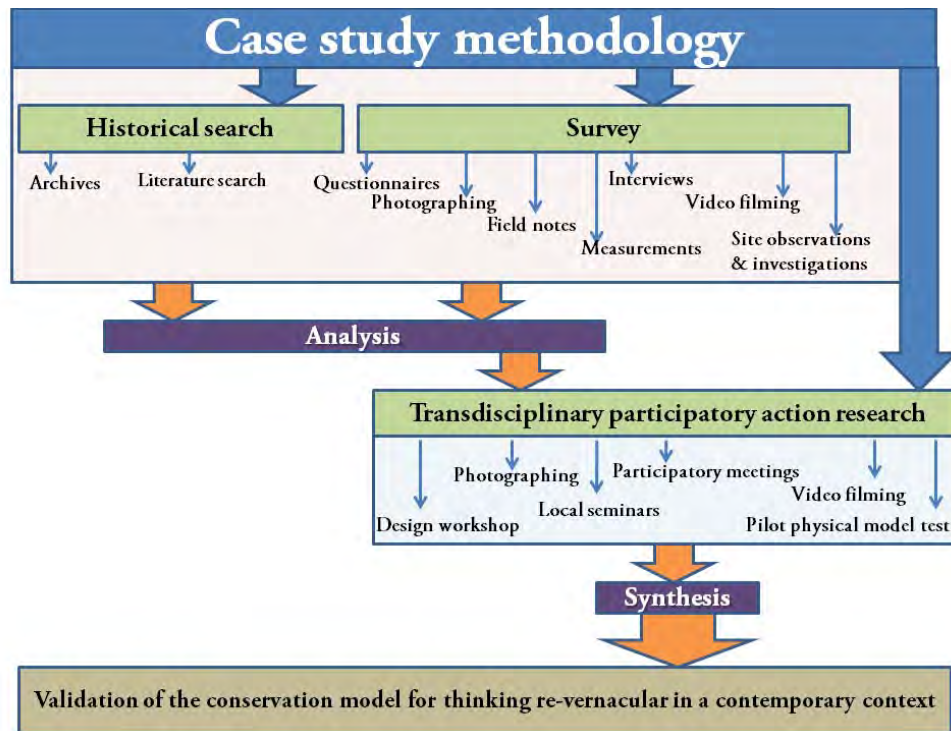 Case study methodology
Historical search
Survey
Archives
Literature search
Questionnaires
Photographing
Field notes
Measurements
Interviews
Video filming
Site observations
& investigations
Analysis
Transdisciplinary participatory action research
Design workshop
Photographing
Local seminars
Participatory meetings
Video filming
Pilot physical model test
Synthesis
Validation of the conservation model for thinking re-vernacular in a contemporary context